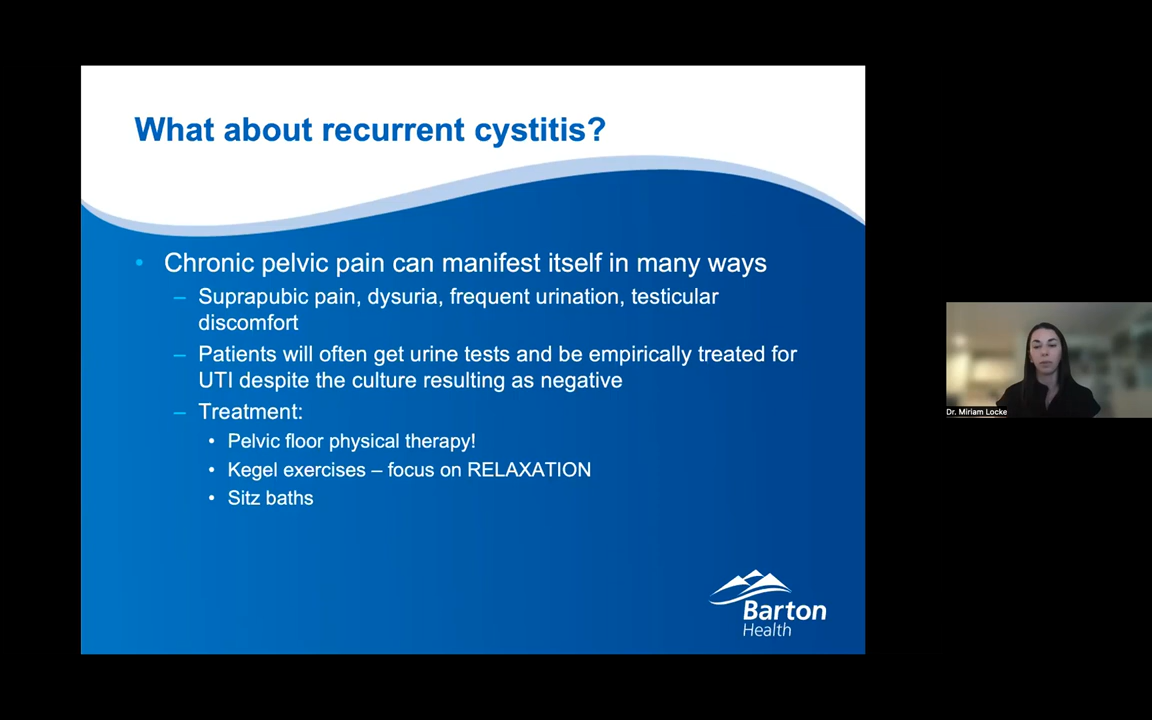 What about recurrent cystitis?
• Chronic pelvic pain can manifest itself in many ways
– Suprapubic pain, dysuria, frequent urination, testicular
discomfort
– Patients will often get urine tests and be empirically treated for
UTI despite the culture resulting as negative
– Treatment:
• Pelvic floor physical therapy!
• Kegel exercises – focus on RELAXATION
• Sitz baths
Barton
Health
Dr. Miriam Locke